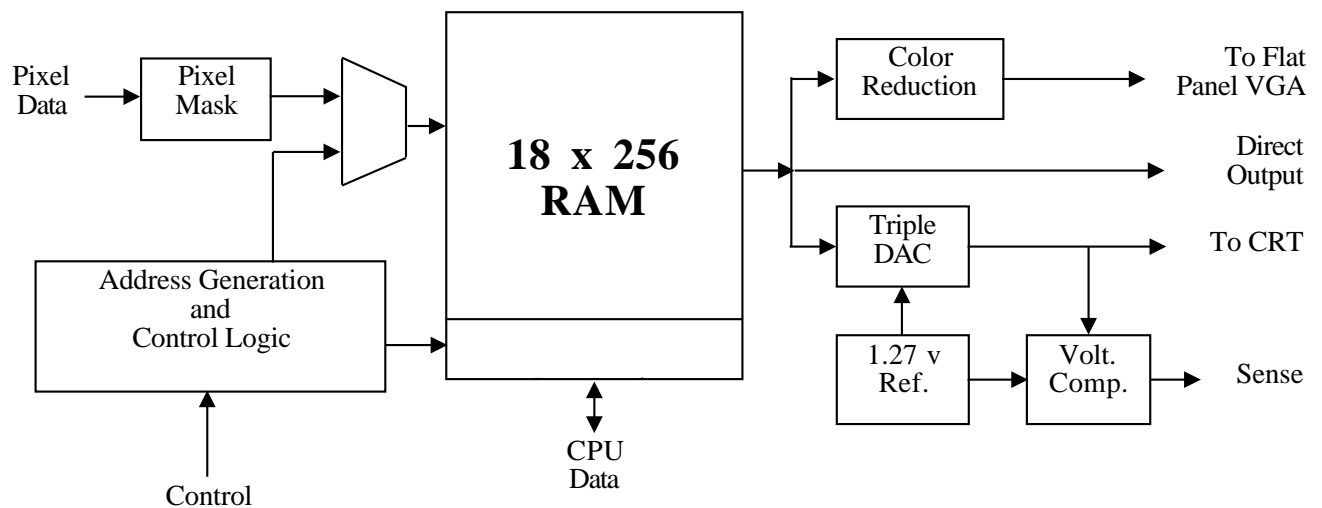 Pixel
Data
Pixel
Mask
18 x 256
RAM
Color
Reduction
To Flat
Panel VGA
Direct
Output
Triple
DAC
To CRT
Address Generation
and
Control Logic
1.27 v
Ref.
Volt.
Comp.
Sense
CPU
Data
Control